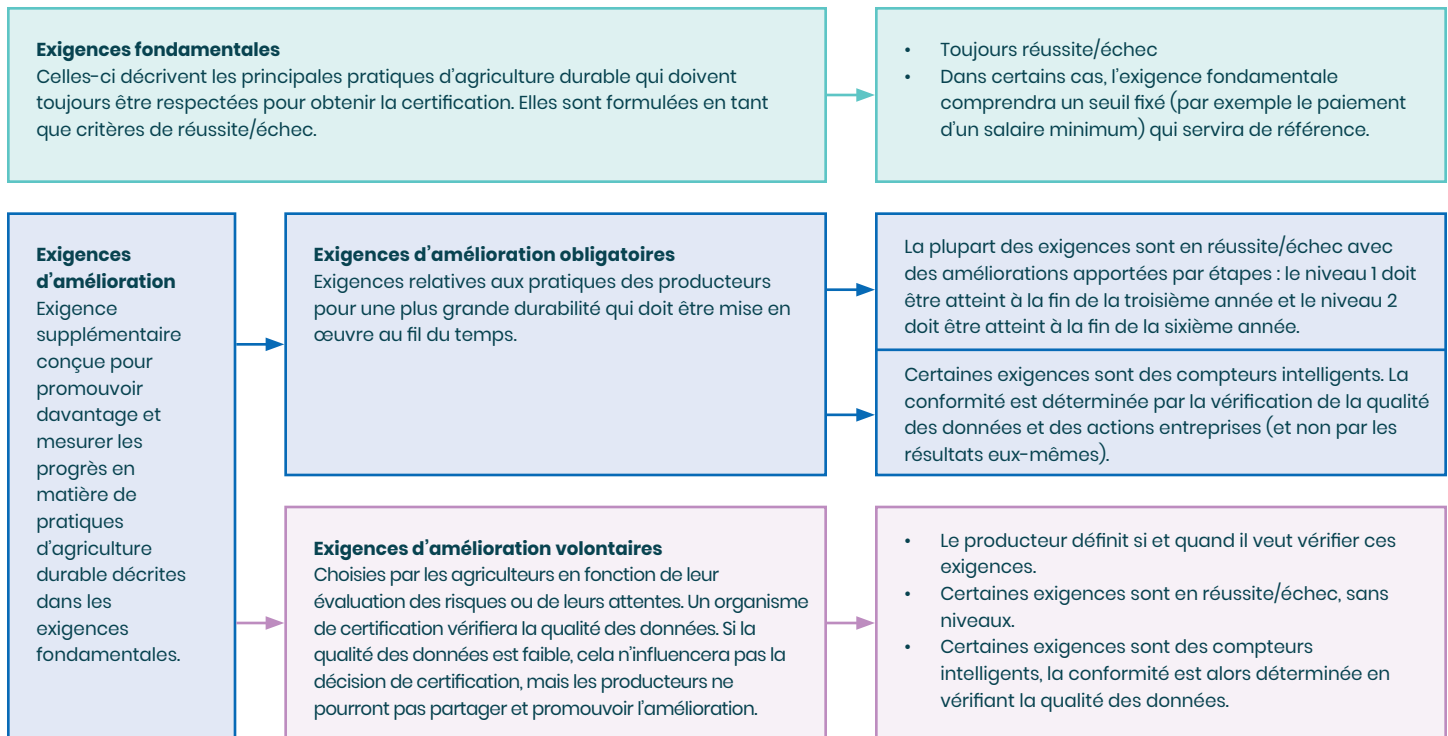 Exigences fondamentales
Celles-ci décrivent les principales pratiques d'agriculture durable qui doivent
toujours être respectées pour obtenir la certification. Elles sont formulées en tant
que critères de réussite/échec.
• Toujours réussite/échec
• Dans certains cas, l'exigence fondamentale
comprendra un seuil fixé (par exemple le paiement
d'un salaire minimum) qui servira de référence.
Exigences
d'amélioration
Exigence
supplémentaire
conçue pour
promouvoir
davantage et
mesurer les
progrès en
matière de
pratiques
d'agriculture
durable décrites
dans les
exigences
fondamentales.
Exigences d'amélioration obligatoires
Exigences relatives aux pratiques des producteurs
pour une plus grande durabilité qui doit être mise en
œuvre au fil du temps.
La plupart des exigences sont en réussite/échec avec
des améliorations apportées par étapes : le niveau 1 doit
être atteint à la fin de la troisième année et le niveau 2
doit être atteint à la fin de la sixième année.
Certaines exigences sont des compteurs intelligents. La
conformité est déterminée par la vérification de la qualité
des données et des actions entreprises (et non par les
résultats eux-mêmes).
Exigences d'amélioration volontaires
Choisies par les agriculteurs en fonction de leur
évaluation des risques ou de leurs attentes. Un organisme
de certification vérifiera la qualité des données. Si la
qualité des données est faible, cela n'influencera pas la
décision de certification, mais les producteurs ne
pourront pas partager et promouvoir l'amélioration.
• Le producteur définit si et quand il veut vérifier ces
exigences.
• Certaines exigences sont en réussite/échec, sans
niveaux.
• Certaines exigences sont des compteurs
intelligents, la conformité est alors déterminée en
vérifiant la qualité des données.